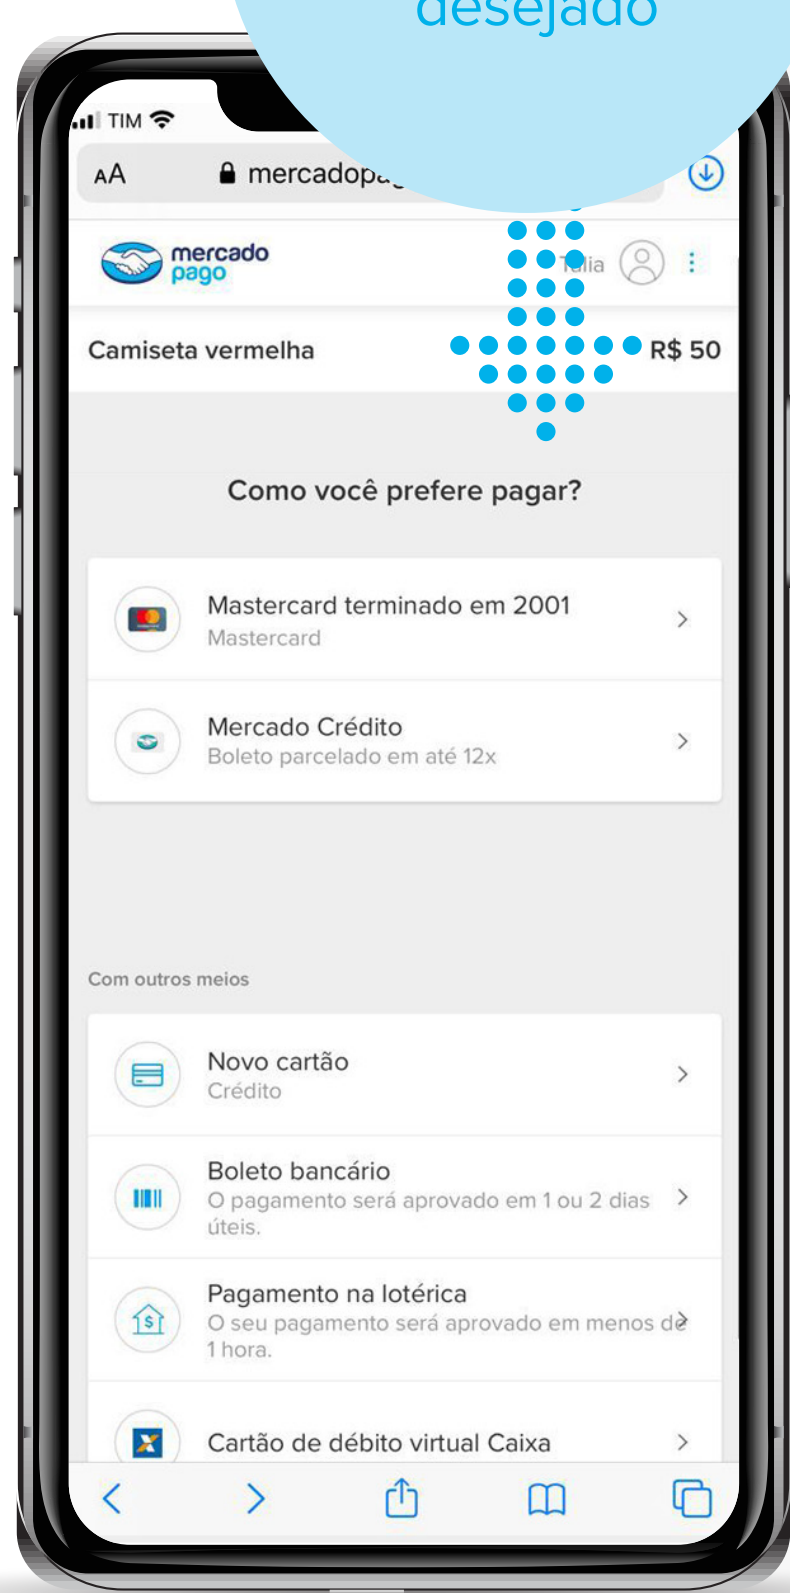 desejado
TIM
AA
mercadopag
mercado
pago
Talia
Camiseta vermelha
R$ 50
Como você prefere pagar?
Mastercard terminado em 2001
Mastercard
Mercado Crédito
Boleto parcelado em até 12x
Com outros meios
Novo cartão
Crédito
Boleto bancário
O pagamento será aprovado em 1 ou 2 dias
úteis.
Pagamento na lotérica
O seu pagamento será aprovado em menos de
1 hora.
Cartão de débito virtual Caixa